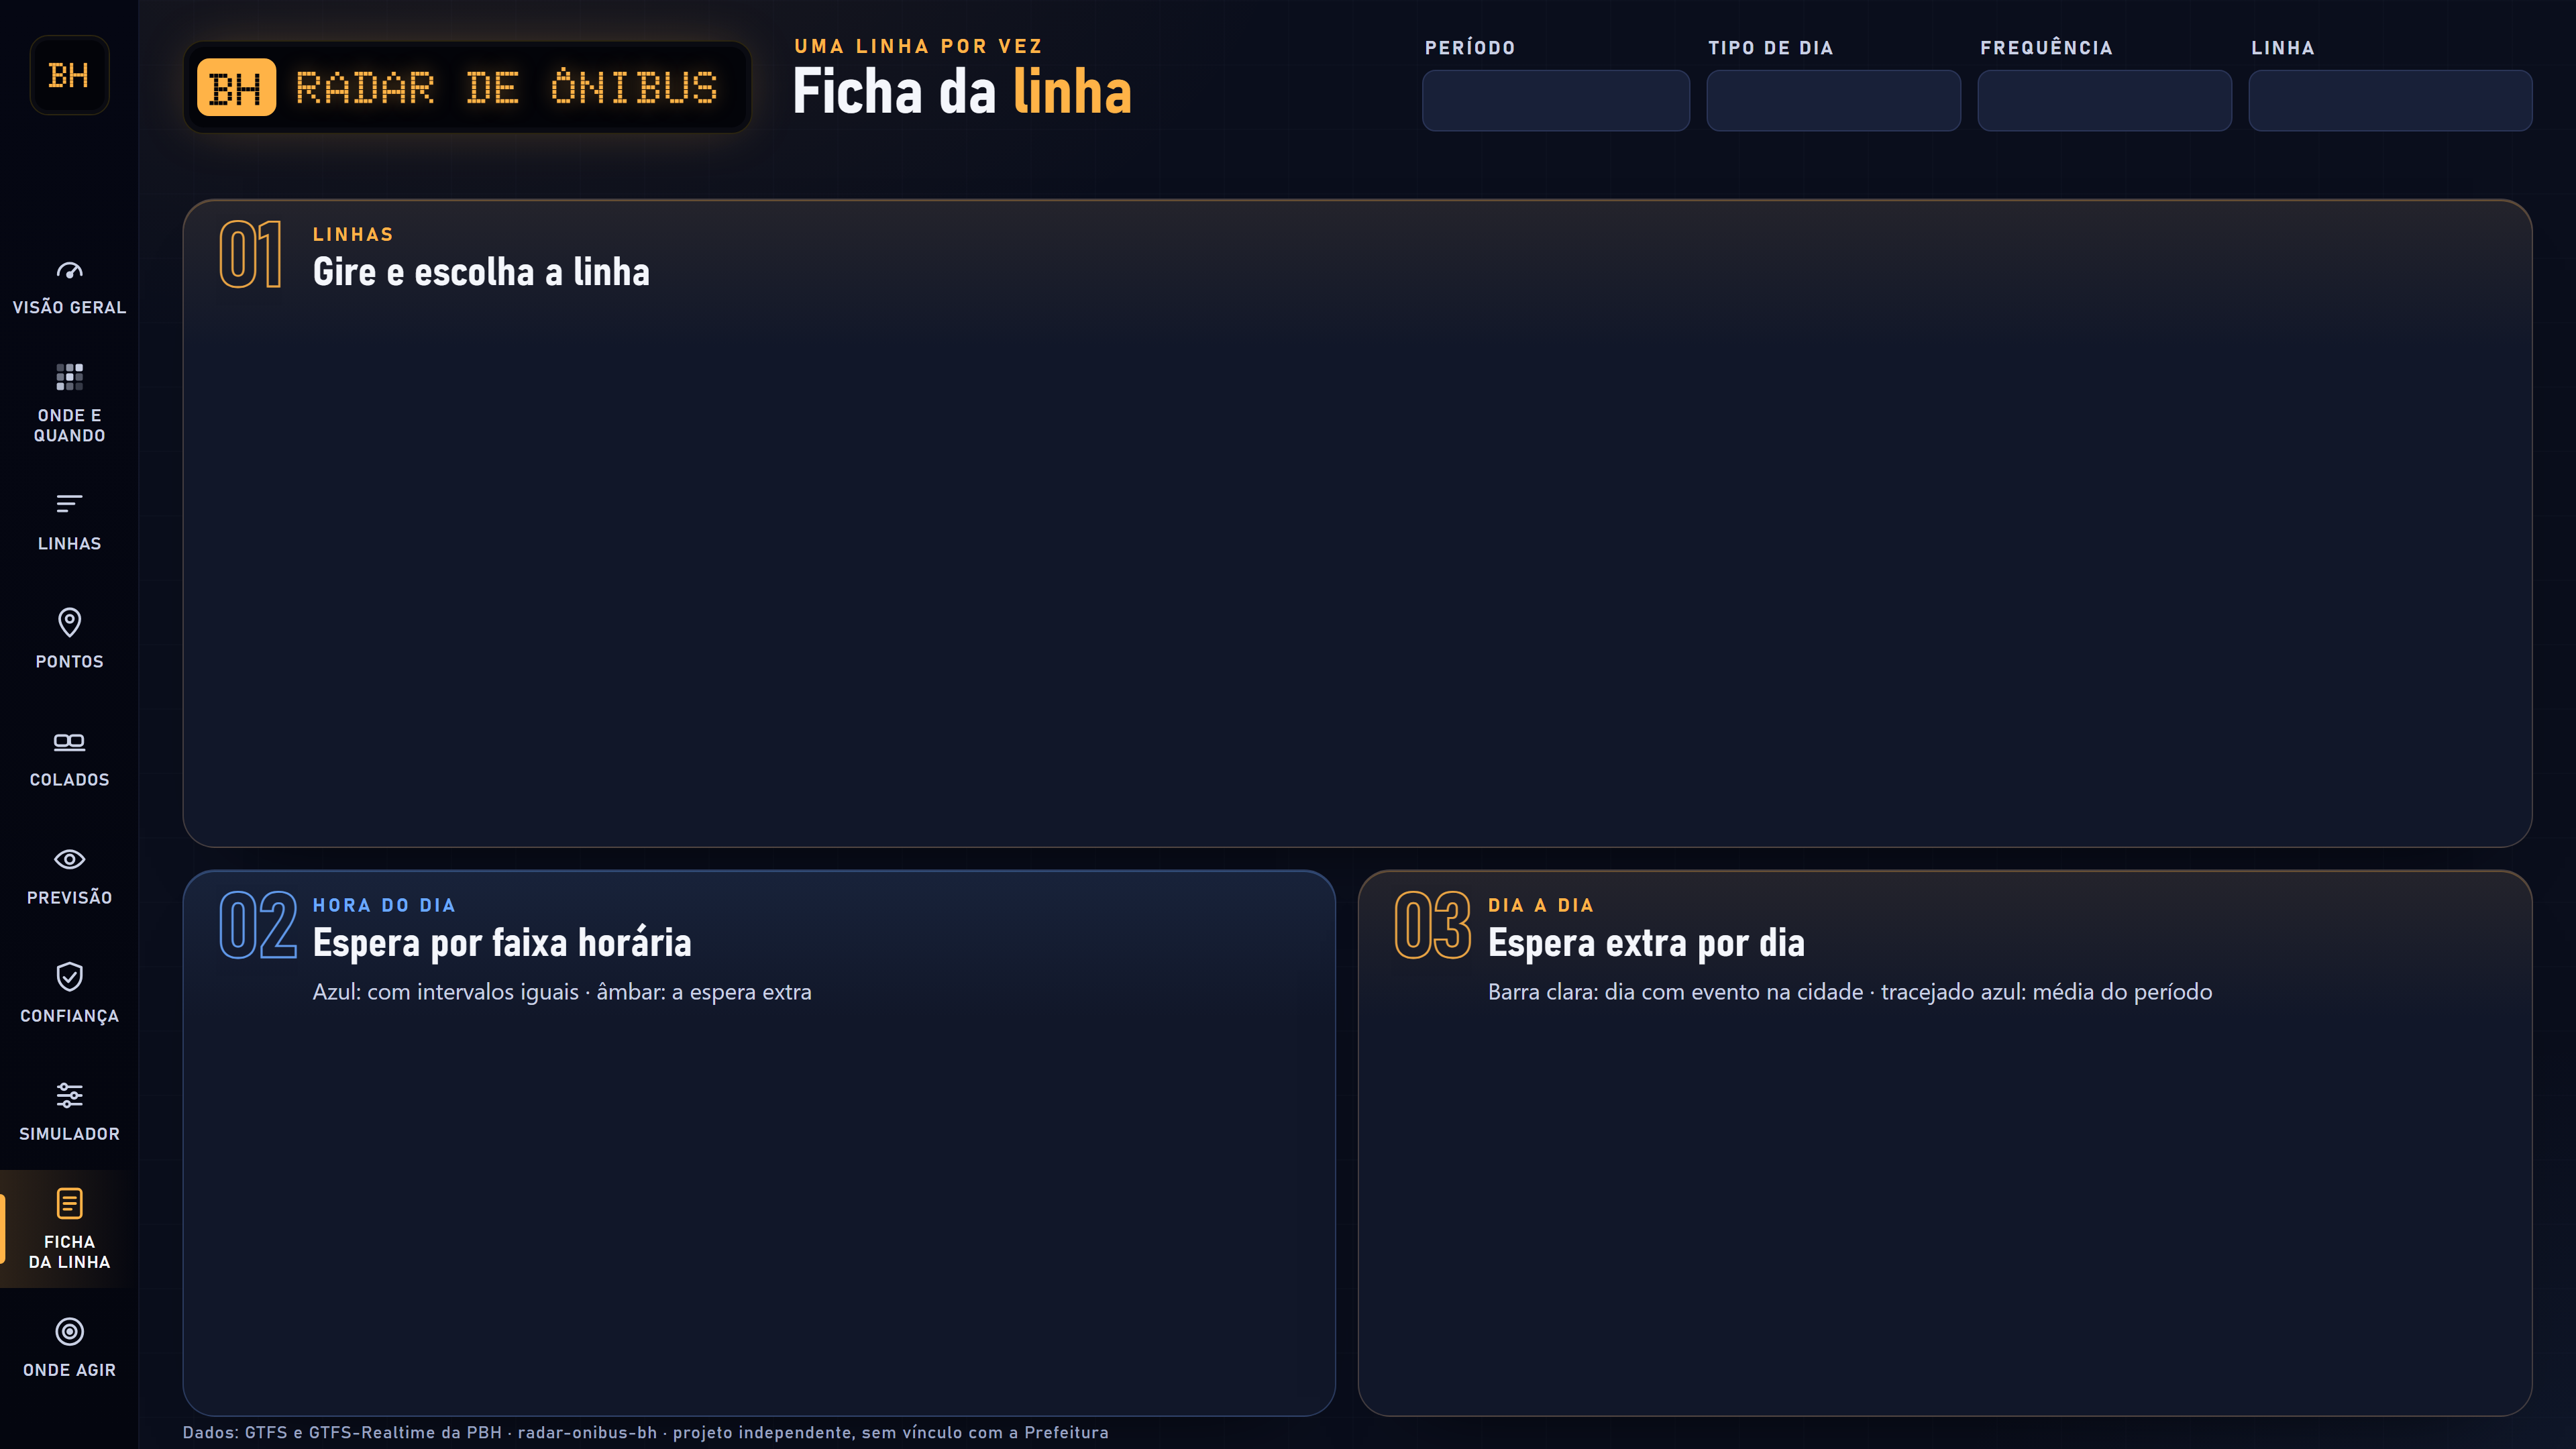 BH
BH RADAR DE ÔNIBUS
UMA LINHA POR VEZ
Ficha da linha
PERÍODO
TIPO DE DIA
FREQUÊNCIA
LINHA
VISÃO GERAL
ONDE E
QUANDO
LINHAS
PONTOS
COLADOS
PREVISÃO
CONFIANÇA
SIMULADOR
FICHA
DA LINHA
ONDE AGIR
01
LINHAS
Gire e escolha a linha
02
HORA DO DIA
Espera por faixa horária
Azul: com intervalos iguais · âmbar: a espera extra
03
DIA A DIA
Espera extra por dia
Barra clara: dia com evento na cidade · tracejado azul: média do período
Dados: GTFS e GTFS-Realtime da PBH · radar-onibus-bh · projeto independente, sem vínculo com a Prefeitura